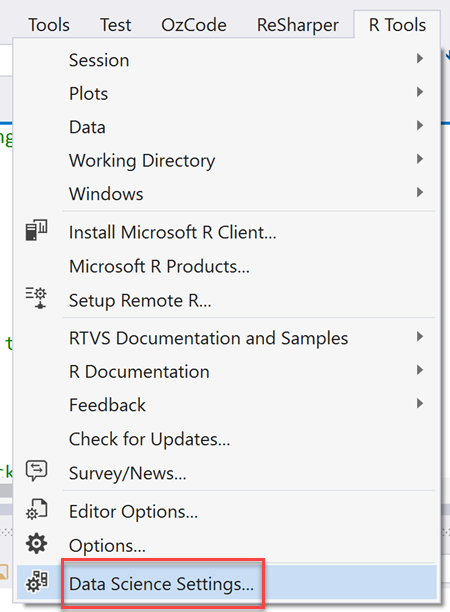 Tools Test OzCode ReSharper R Tools
Session
Plots
Data
Working Directory
Windows
Install Microsoft R Client...
Microsoft R Products...
Setup Remote R...
RTVS Documentation and Samples
R Documentation
Feedback
Check for Updates...
Survey/News...
Editor Options...
Options...
Data Science Settings...